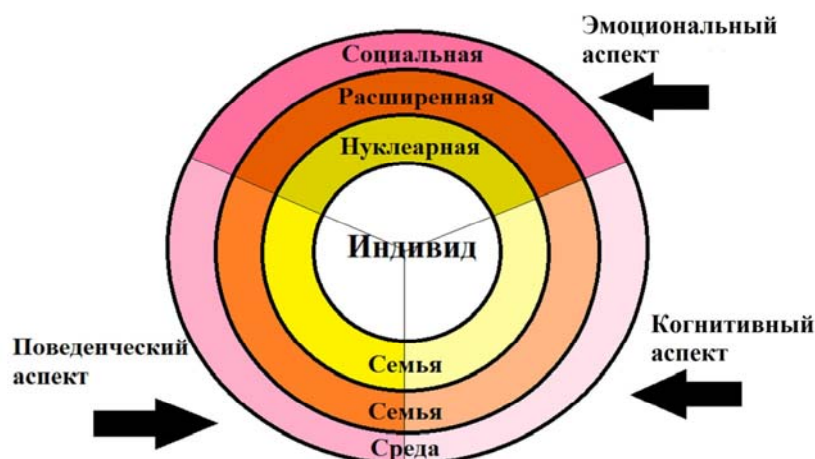 Эмоциональный
аспект
Социальная
Расширенная
Нуклеарная
Индивид
Когнитивный
аспект
Поведенческий
аспект
Семья
Семья
Среда